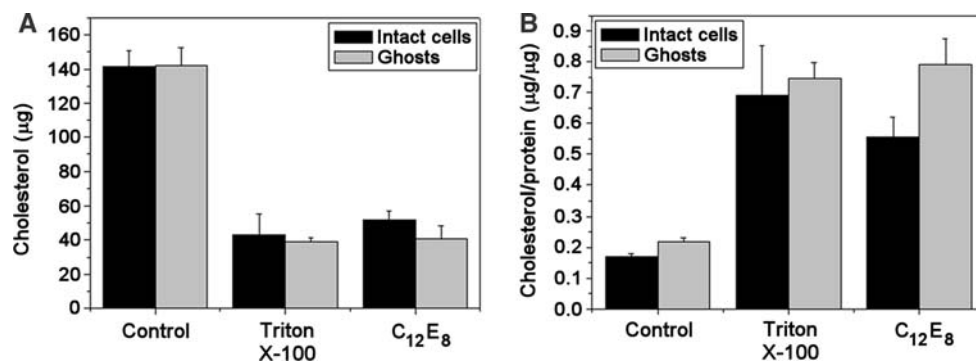 A
Cholesterol (μg)
160
140
120
100
80
60
40
20
0
Intact cells
Ghosts
Control
Triton
X-100
C₁₂E₈
B
Cholesterol/protein (μg/μg)
0.9
0.8
0.7
0.6
0.5
0.4
0.3
0.2
0.1
0.0
Intact cells
Ghosts
Control
Triton
X-100
C₁₂E₈